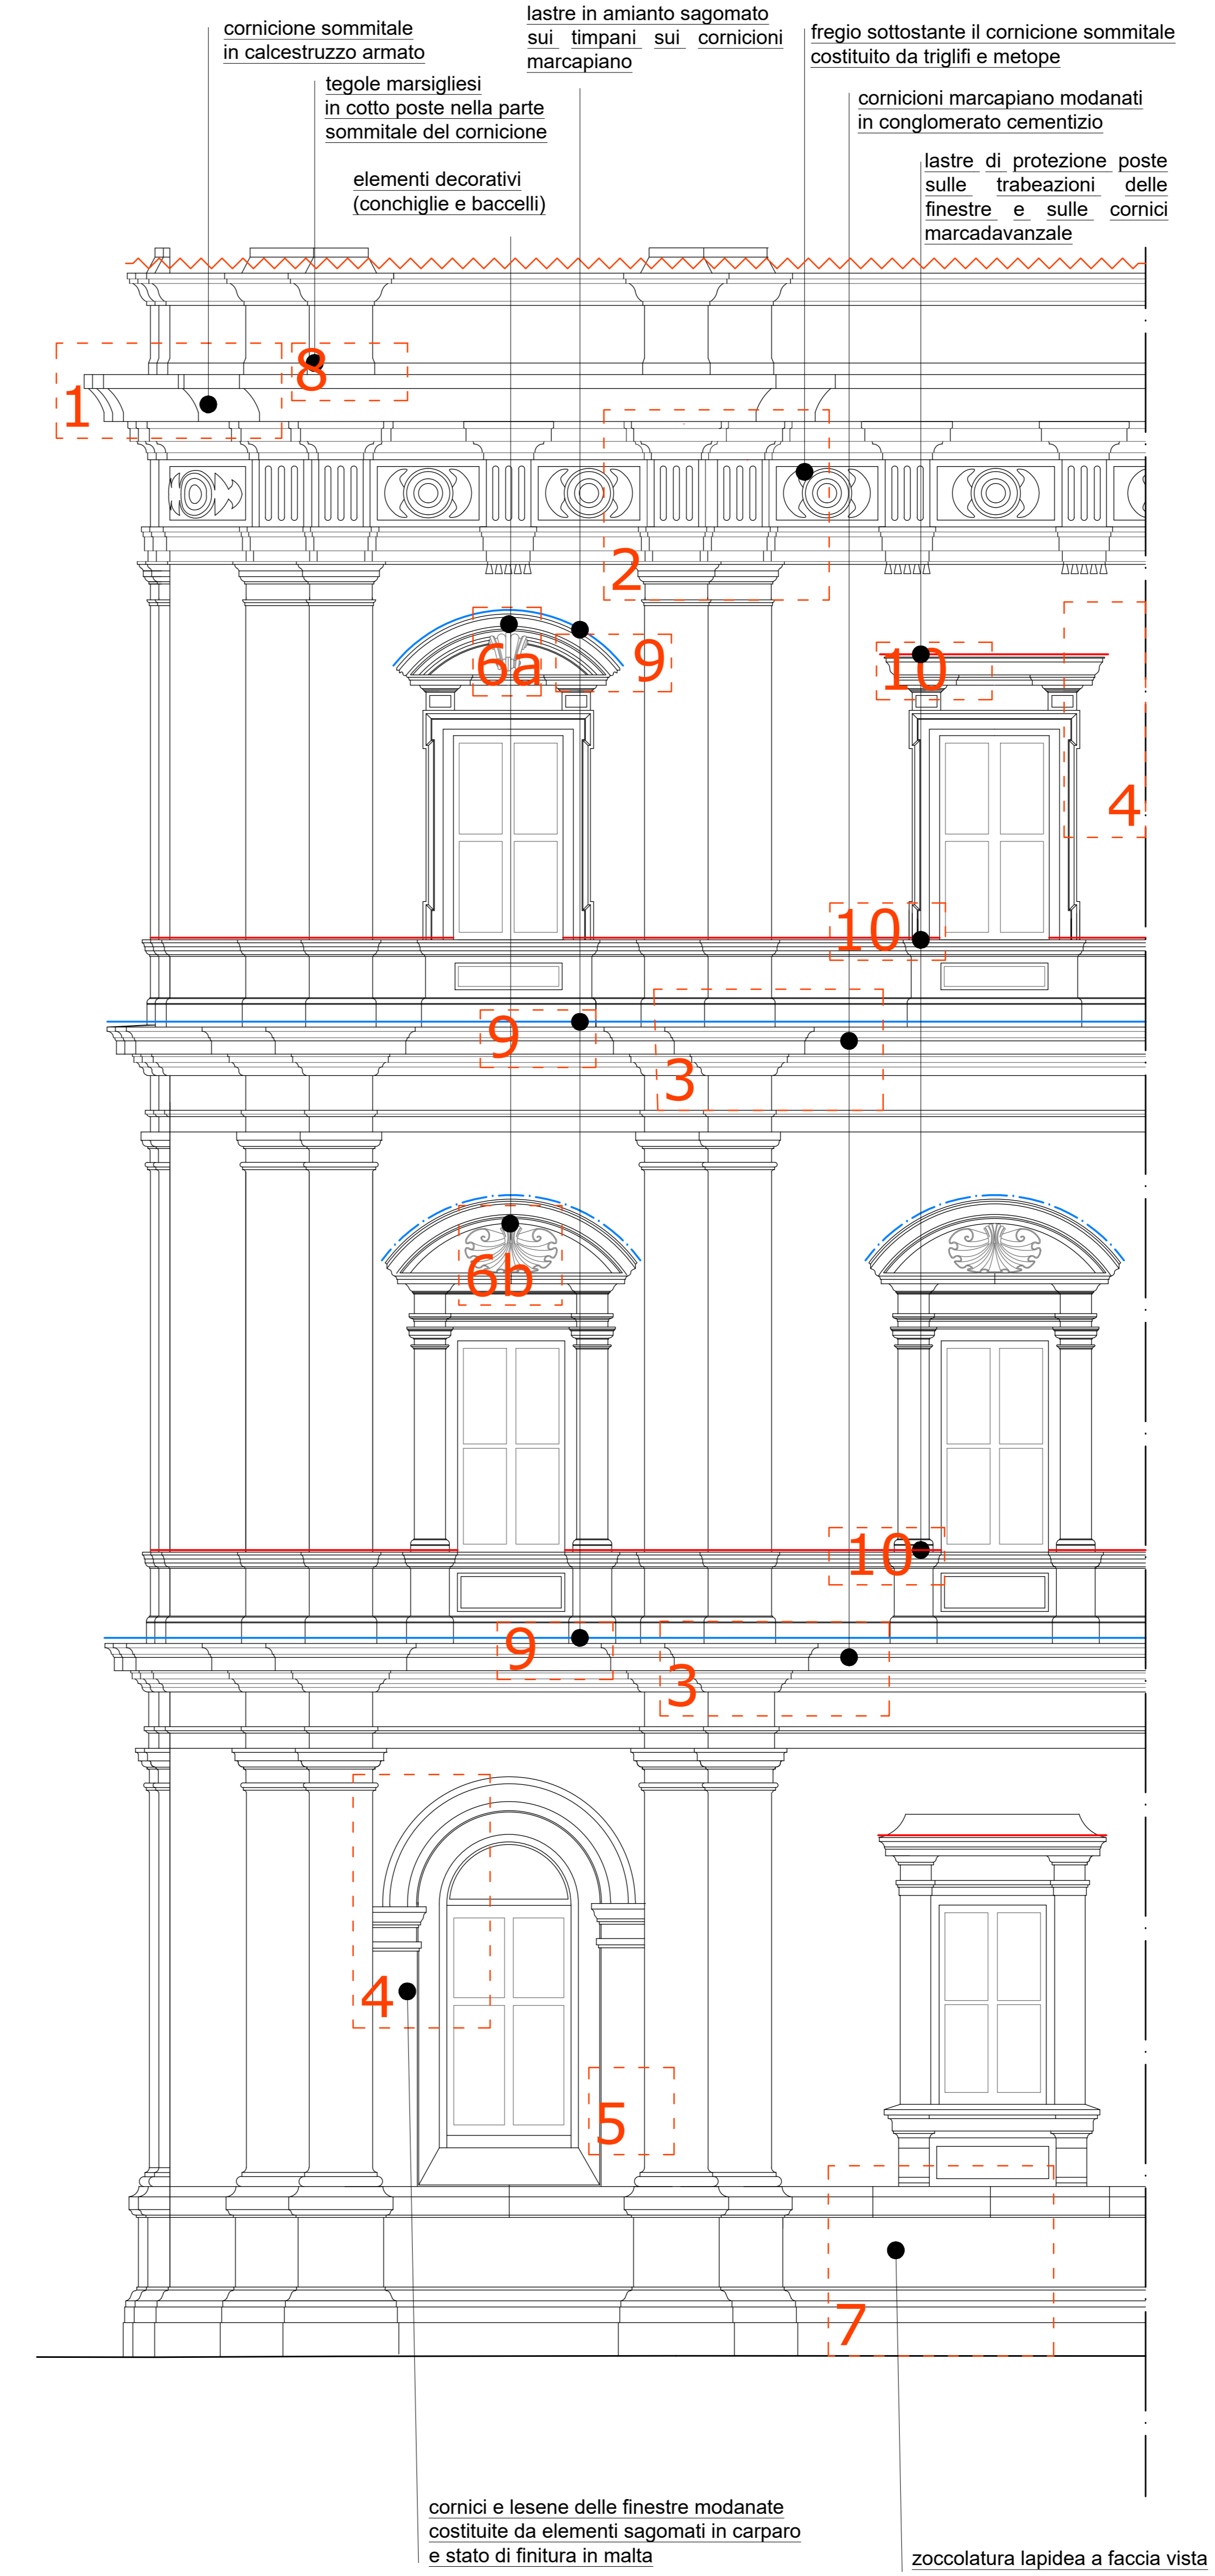 cornicione sommitale
in calcestruzzo armato
tegole marsigliesi
in cotto poste nella parte
sommitale del cornicione
elementi decorativi
(conchiglie e baccelli)
lastre in amianto sagomato
sui timpani sui cornicioni
marcapiano
fregio sottostante il cornicione sommitale
costituito da triglifi e metope
cornicioni marcapiano modanati
in conglomerato cementizio
lastre di protezione poste
sulle trabeazioni delle
finestre e sulle cornici
marcadavanzale
1
8
2
6a
9
10
4
10
9
3
6b
10
9
3
4
5
7
cornici e lesene delle finestre modanate
costituite da elementi sagomati in carparo
e stato di finitura in malta
zoccolatura lapidea a faccia vista